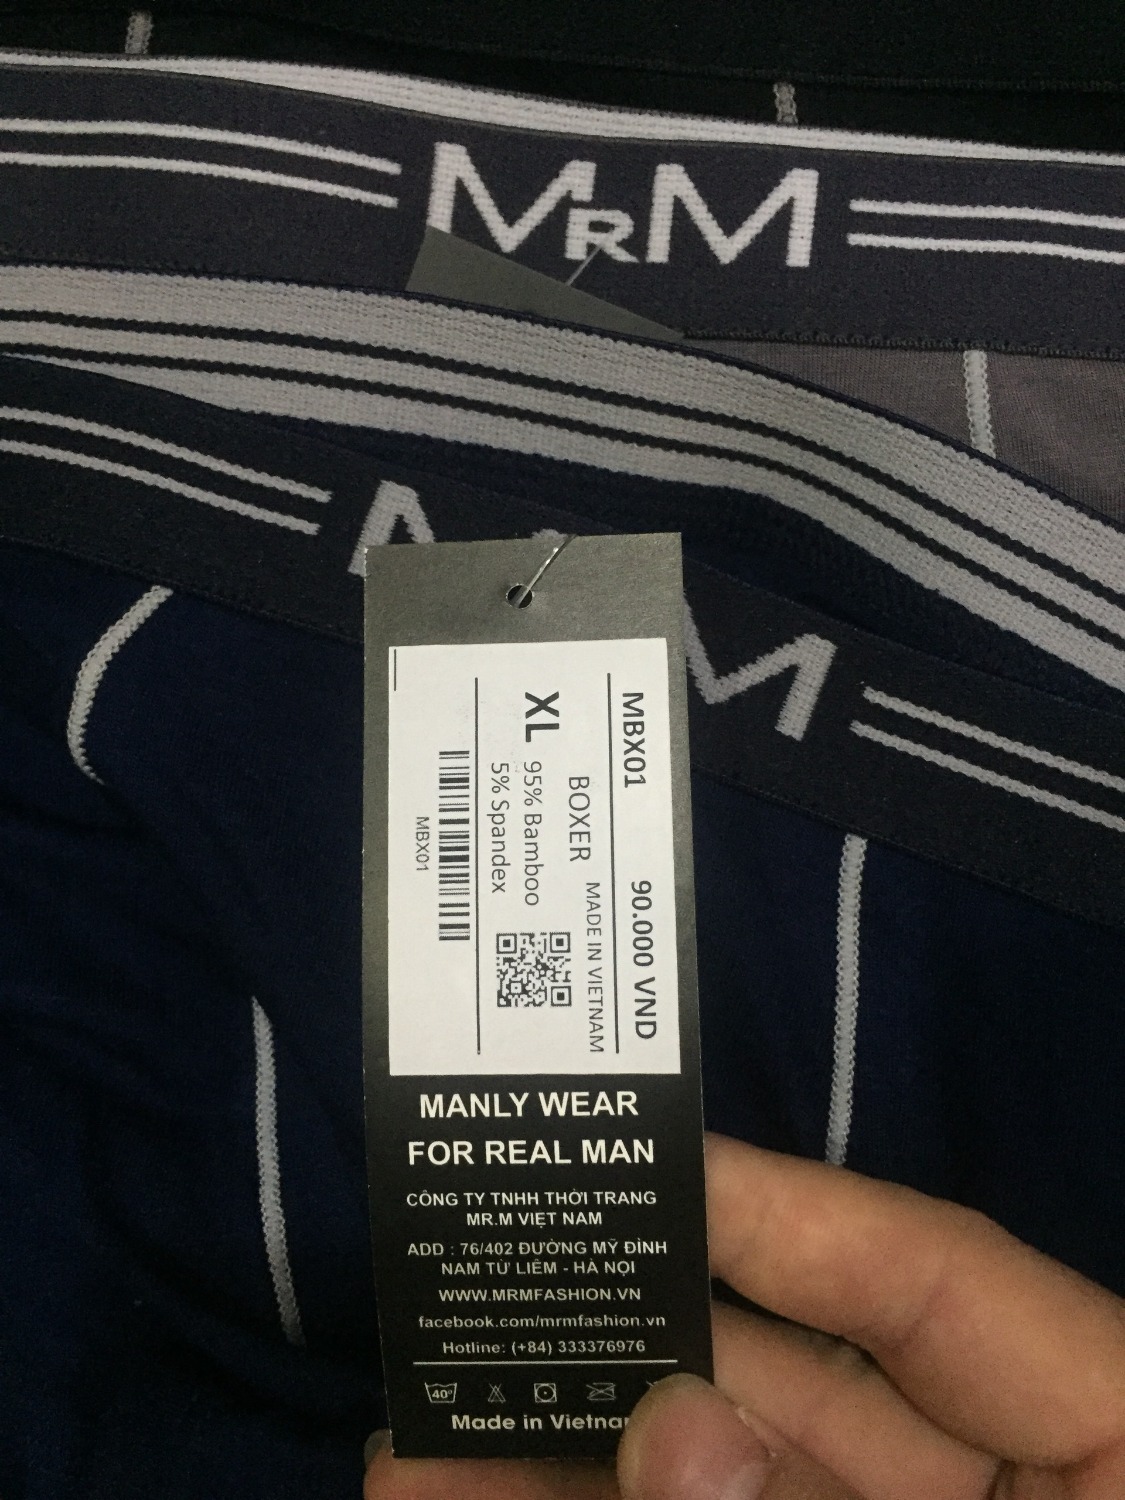 MRM
MBX01 90.000 VND
BOXER MADE IN VIETNAM
XL 95% Bamboo
5% Spandex
MBX01
MANLY WEAR
FOR REAL MAN
CÔNG TY TNHH THỜI TRANG
MR.M VIỆT NAM
ADD : 76/402 ĐƯỜNG MỸ ĐÌNH
NAM TỪ LIÊM - HÀ NỘI
WWW.MRMFASHION.VN
facebook.com/mrmfashion.vn
Hotline: (+84) 333376976
40°
Made in